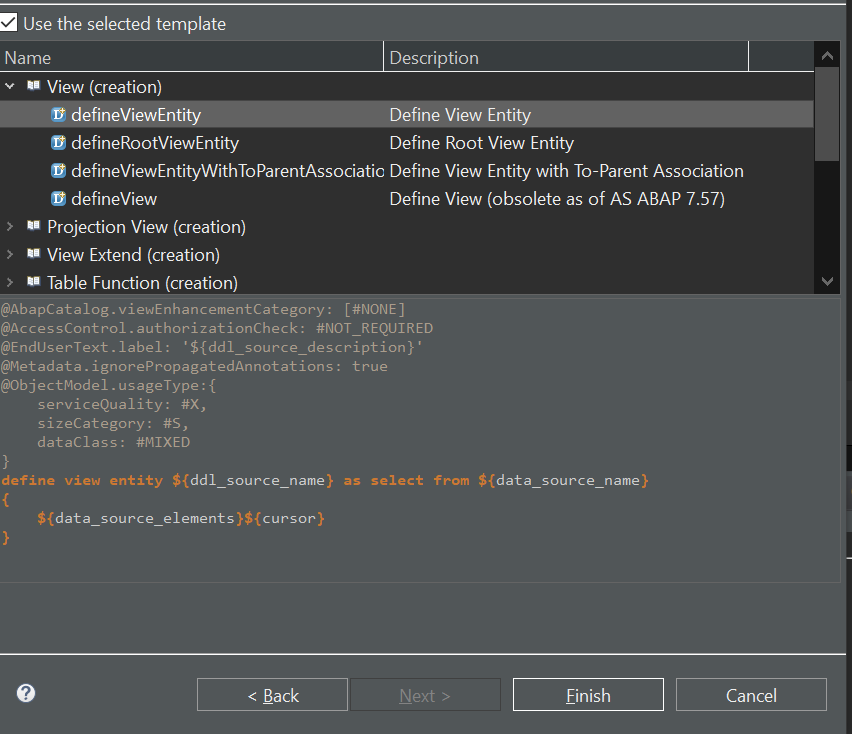 Use the selected template
Name Description
View (creation)
defineViewEntity Define View Entity
defineRootViewEntity Define Root View Entity
defineViewEntityWithToParentAssociatio Define View Entity with To-Parent Association
defineView Define View (obsolete as of AS ABAP 7.57)
Projection View (creation)
View Extend (creation)
Table Function (creation)
@AbapCatalog.viewEnhancementCategory: [#NONE]
@AccessControl.authorizationCheck: #NOT_REQUIRED
@EndUserText.label: '${ddl_source_description}'
@Metadata.ignorePropagatedAnnotations: true
@ObjectModel.usageType:{
    serviceQuality: #X,
    sizeCategory: #S,
    dataClass: #MIXED
}
define view entity ${ddl_source_name} as select from ${data_source_name}
{
    ${data_source_elements}${cursor}
}
? < Back Next > Finish Cancel